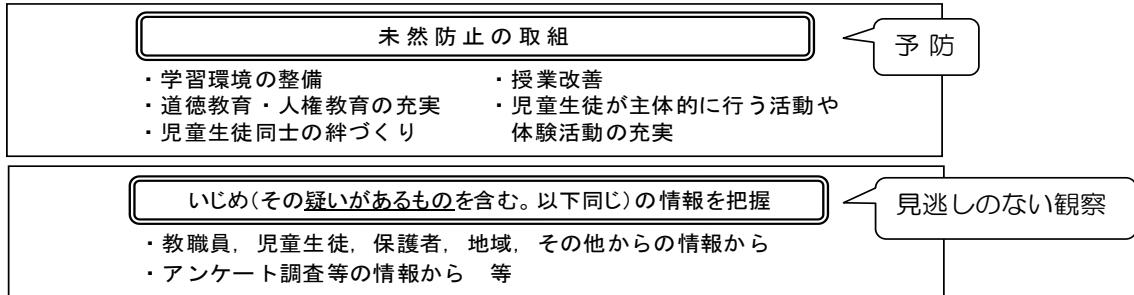 未然防止の取組
予防
・学習環境の整備
・道徳教育・人権教育の充実
・児童生徒同士の絆づくり
・授業改善
・児童生徒が主体的に行う活動や
体験活動の充実
いじめ(その疑いがあるものを含む。以下同じ)の情報を把握
見逃しのない観察
・教職員,児童生徒,保護者,地域,その他からの情報から
・アンケート調査等の情報から 等